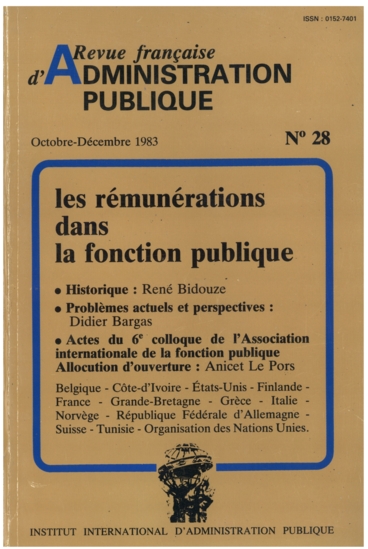 ISSN : 0152-7401
Revue française
d'ADMINISTRATION
PUBLIQUE
Octobre-Décembre 1983 Nº 28
les rémunérations
dans
la fonction publique
• Historique : René Bidouze
• Problèmes actuels et perspectives :
Didier Bargas
• Actes du 6e colloque de l'Association
internationale de la fonction publique
Allocution d'ouverture : Anicet Le Pors
Belgique - Côte-d'Ivoire - États-Unis - Finlande -
France - Grande-Bretagne - Grèce - Italie -
Norvège - République Fédérale d'Allemagne -
Suisse - Tunisie - Organisation des Nations Unies.
INSTITUT INTERNATIONAL D'ADMINISTRATION PUBLIQUE